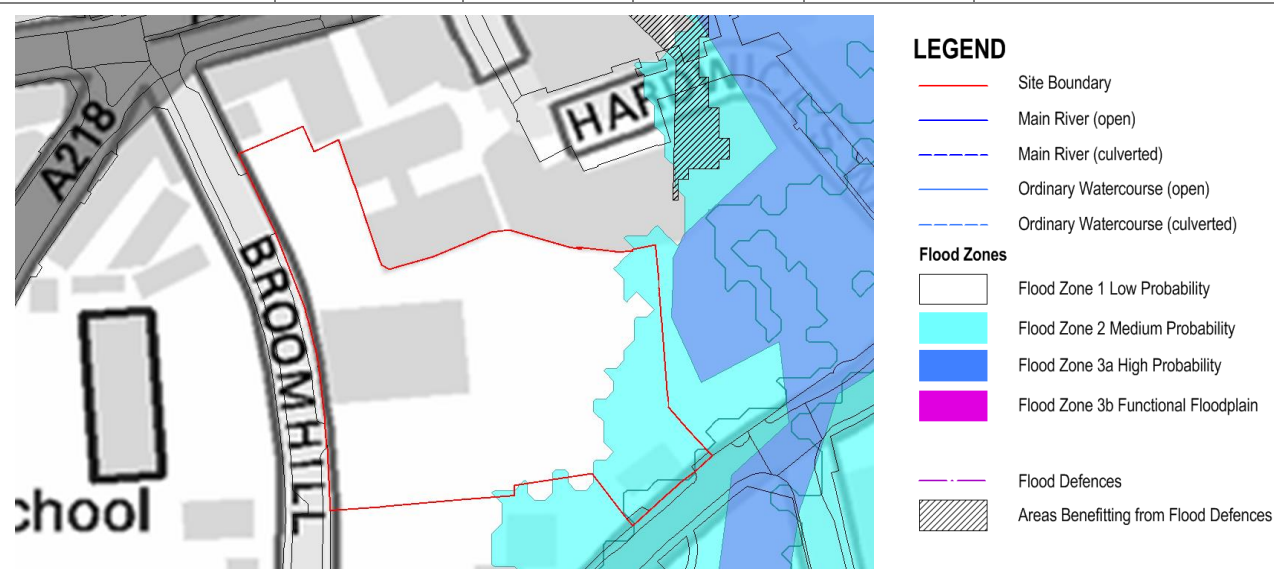 A218
BROOMHILL
chool
LEGEND
Site Boundary
Main River (open)
Main River (culverted)
Ordinary Watercourse (open)
Ordinary Watercourse (culverted)
Flood Zones
Flood Zone 1 Low Probability
Flood Zone 2 Medium Probability
Flood Zone 3a High Probability
Flood Zone 3b Functional Floodplain
Flood Defences
Areas Benefitting from Flood Defences